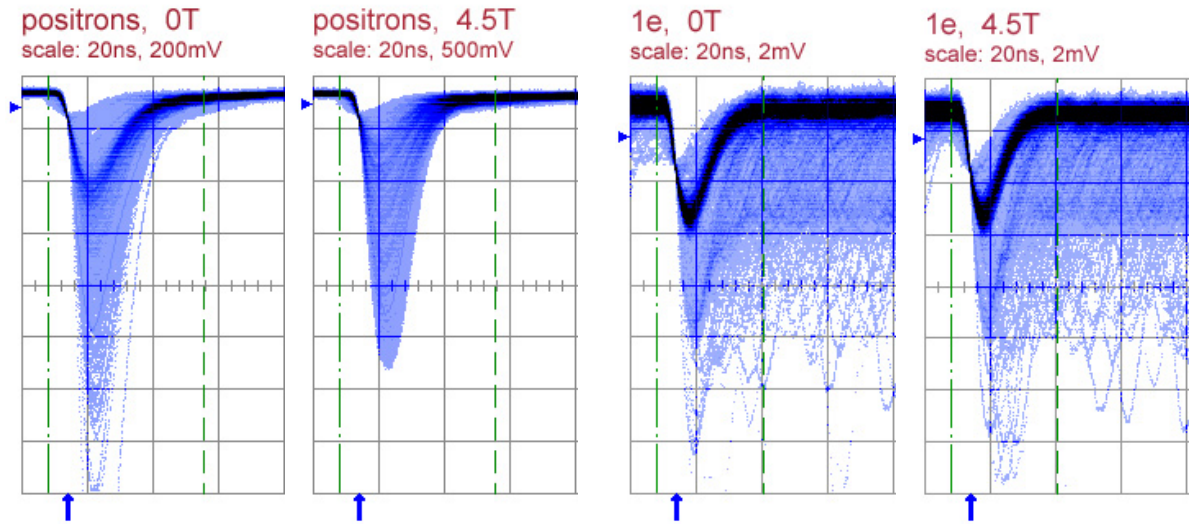 positrons, 0T
scale: 20ns, 200mV
positrons, 4.5T
scale: 20ns, 500mV
1e, 0T
scale: 20ns, 2mV
1e, 4.5T
scale: 20ns, 2mV